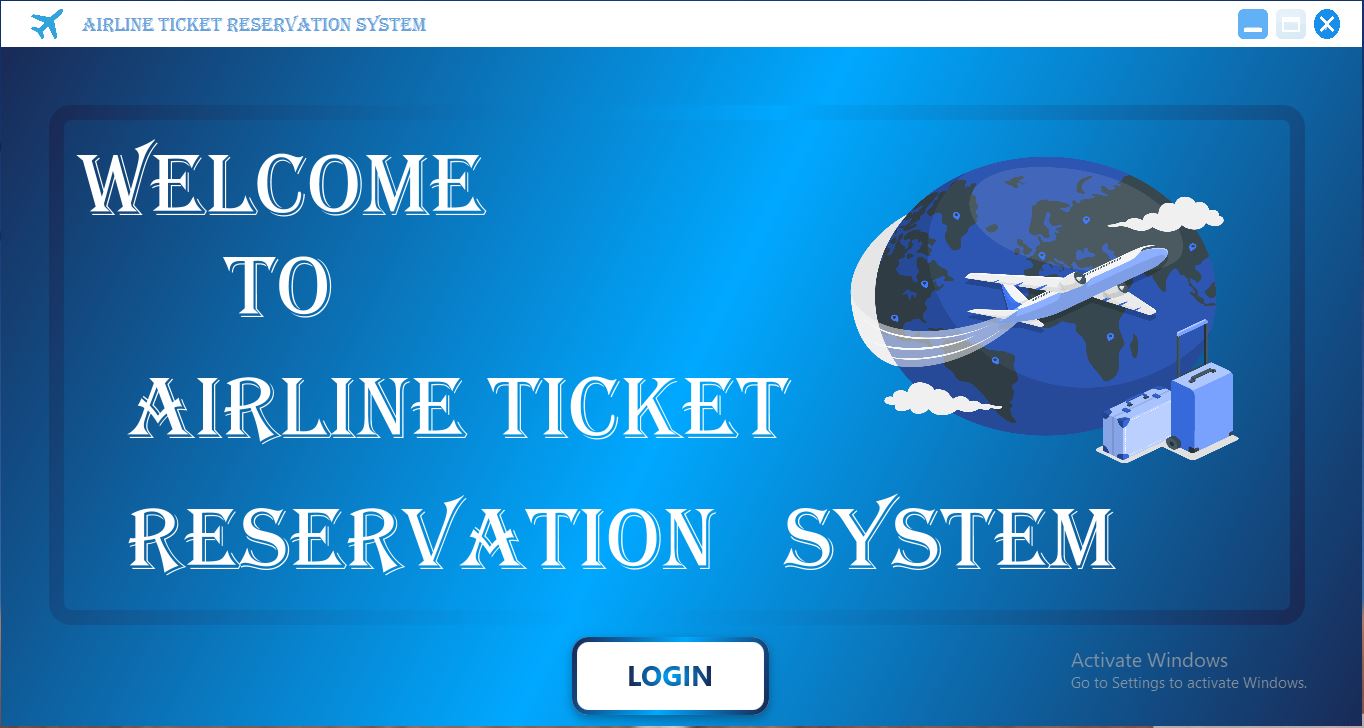 AIRLINE TICKET RESERVATION SYSTEM
WELCOME
TO
AIRLINE TICKET
RESERVATION SYSTEM
LOGIN
Activate Windows
Go to Settings to activate Windows.